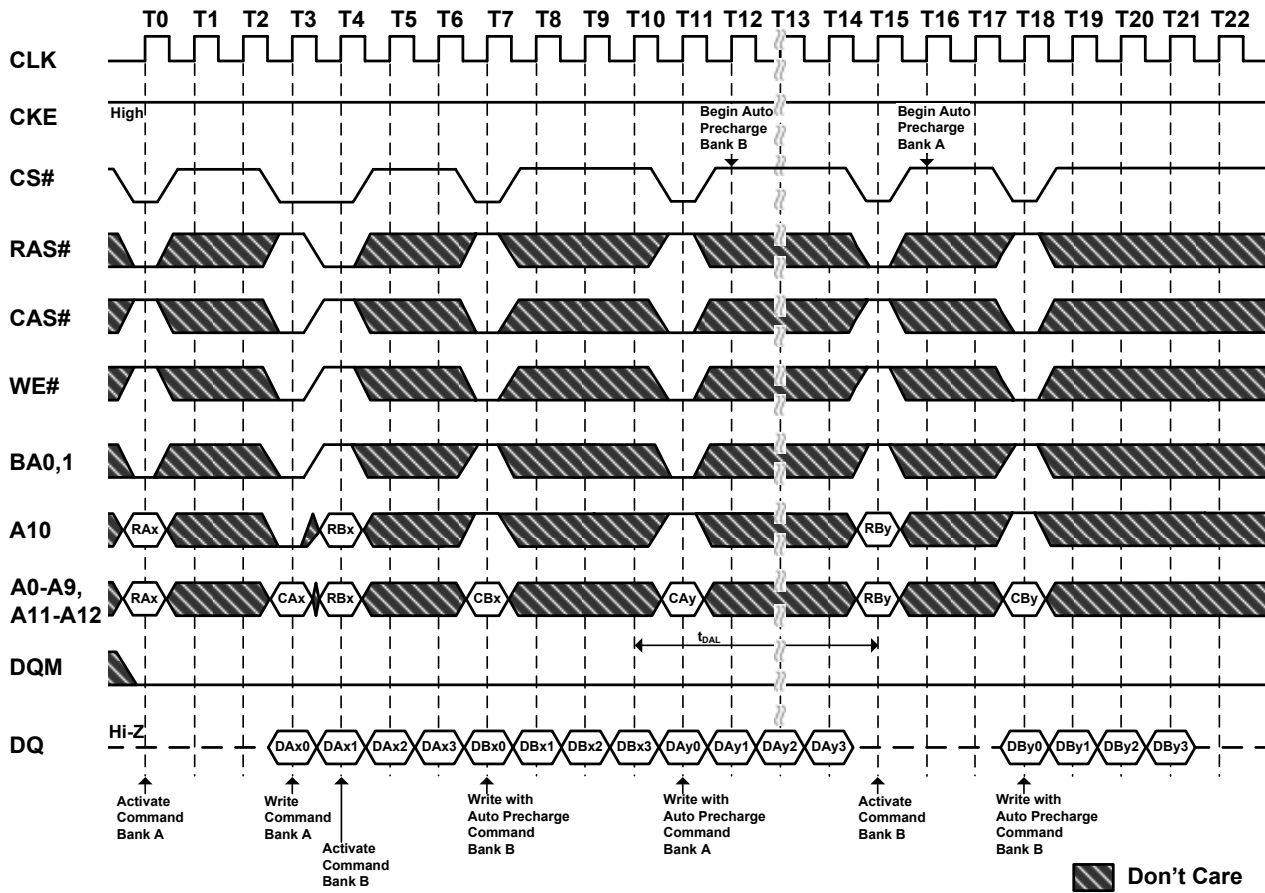 T0 T1 T2 T3 T4 T5 T6 T7 T8 T9 T10 T11 T12 T13 T14 T15 T16 T17 T18 T19 T20 T21 T22
CLK
CKE
High
Begin Auto
Precharge
Bank B
Begin Auto
Precharge
Bank A
CS#
RAS#
CAS#
WE#
BA0,1
A10
RAx RBx RBy
A0-A9,
A11-A12
RAx CAx RBx CBx CAy RBy CBy
tDAL
DQM
DQ
Hi-Z
DAx0 DAx1 DAx2 DAx3 DBx0 DBx1 DBx2 DBx3 DAy0 DAy1 DAy2 DAy3 DBy0 DBy1 DBy2 DBy3
Activate
Command
Bank A
Write
Command
Bank A
Activate
Command
Bank B
Write with
Auto Precharge
Command
Bank B
Write with
Auto Precharge
Command
Bank A
Activate
Command
Bank B
Write with
Auto Precharge
Command
Bank B
Don't Care